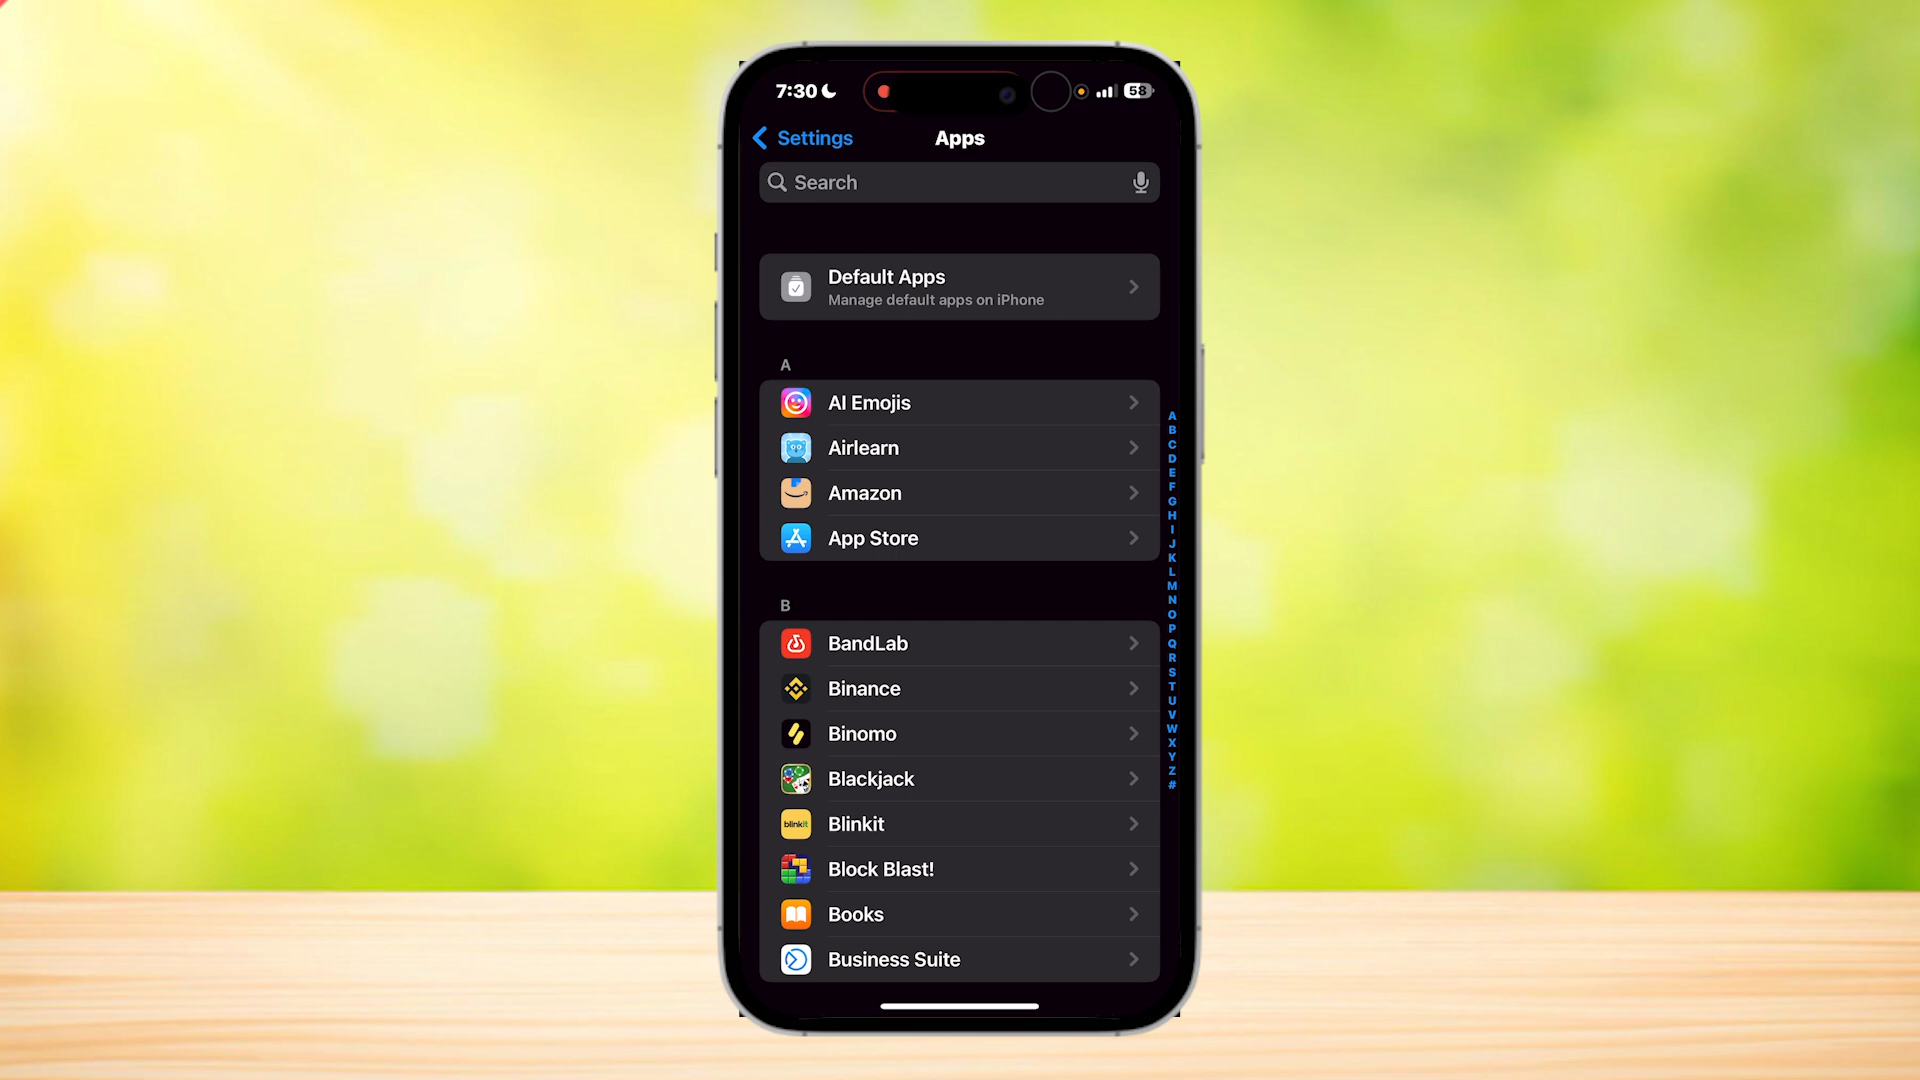 7:30
58
Settings
Apps
Search
Default Apps
Manage default apps on iPhone
A
AI Emojis
Airlearn
Amazon
App Store
B
BandLab
Binance
Binomo
Blackjack
blinkit
Blinkit
Block Blast!
Books
Business Suite
A
B
C
D
E
F
G
H
I
J
K
L
M
N
O
P
Q
R
S
T
U
V
W
X
Y
Z
#